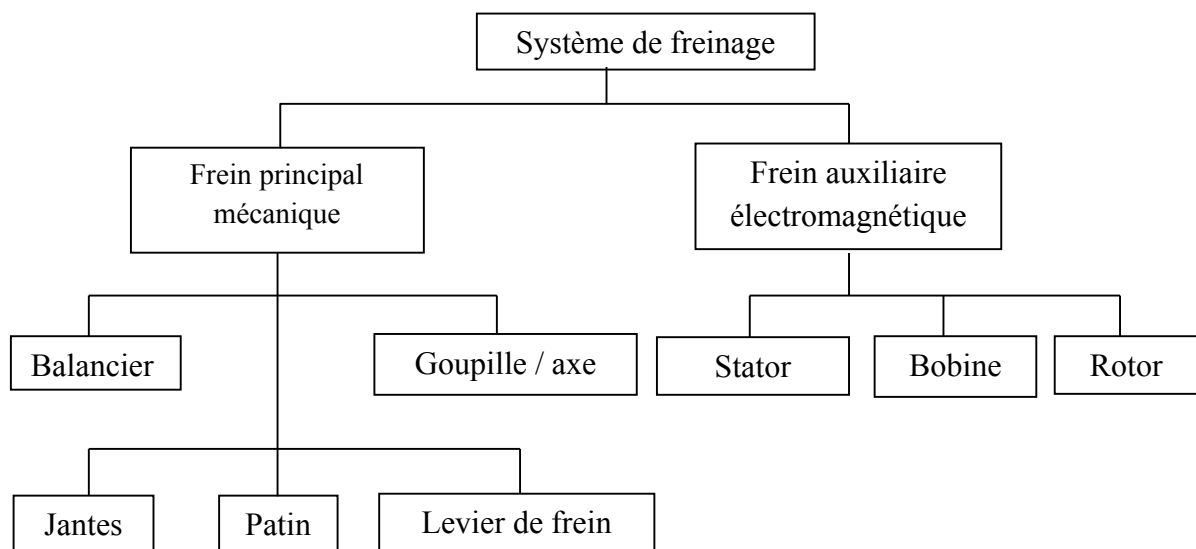 Système de freinage
Frein principal
mécanique
Frein auxiliaire
électromagnétique
Balancier
Goupille / axe
Stator
Bobine
Rotor
Jantes
Patin
Levier de frein